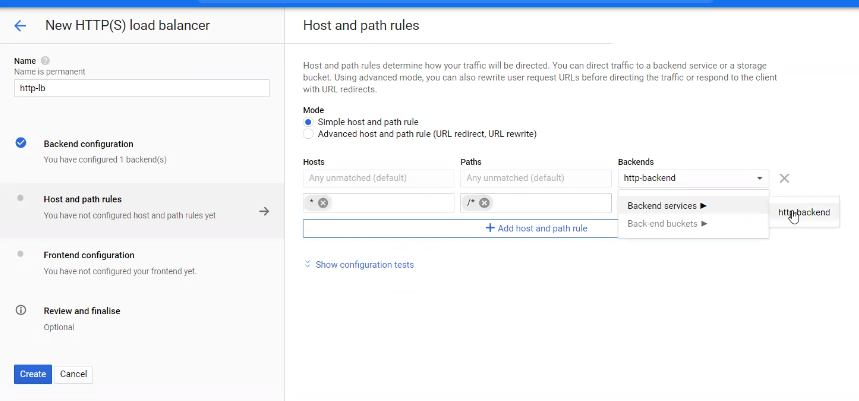 New HTTP(S) load balancer
Name
Name is permanent
http-lb
Backend configuration
You have configured 1 backend(s)
Host and path rules
You have not configured host and path rules yet
Frontend configuration
You have not configured your frontend yet.
Review and finalise
Optional
Create Cancel
Host and path rules
Host and path rules determine how your traffic will be directed. You can direct traffic to a backend service or a storage
bucket. Using advanced mode, you can also rewrite user request URLs before directing the traffic or respond to the client
with URL redirects.
Mode
Simple host and path rule
Advanced host and path rule (URL redirect, URL rewrite)
Hosts Paths Backends
Any unmatched (default) Any unmatched (default) http-backend
* /*
Backend services
http-backend
Back-end buckets
+ Add host and path rule
Show configuration tests